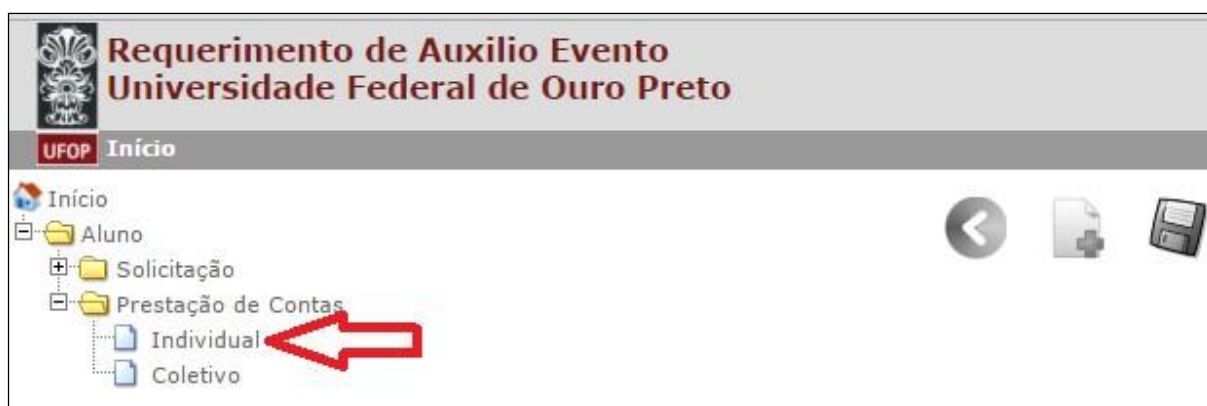 Requerimento de Auxilio Evento
Universidade Federal de Ouro Preto
UFOP Início
Início
Aluno
Solicitação
Prestação de Contas
Individual
Coletivo